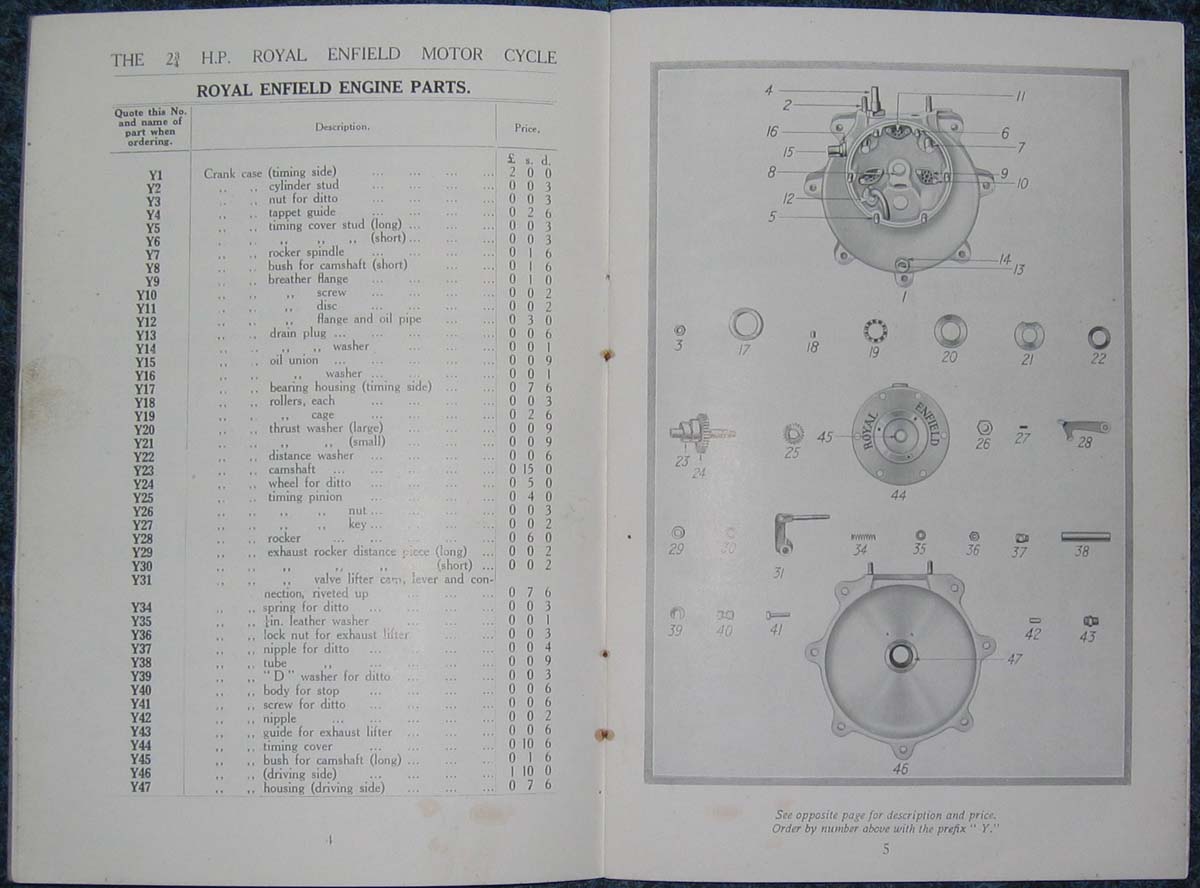 THE 2¾ H.P. ROYAL ENFIELD MOTOR CYCLE
ROYAL ENFIELD ENGINE PARTS.
Quote this No. and name of part when ordering. Description. Price,
£ s. d.
Y1 Crank case (timing side) ... ... ... ... 2 0 0
Y2 ,, ,, cylinder stud ... ... ... ... 0 0 3
Y3 ,, ,, nut for ditto ... ... ... ... 0 0 3
Y4 ,, ,, tappet guide ... ... ... ... 0 2 6
Y5 ,, ,, timing cover stud (long) ... ... ... 0 0 3
Y6 ,, ,, ,, ,, ,, (short) ... ... ... 0 0 3
Y7 ,, ,, rocker spindle ... ... ... ... 0 1 6
Y8 ,, ,, bush for camshaft (short) ... ... 0 1 6
Y9 ,, ,, breather flange ... ... ... ... 0 1 0
Y10 ,, ,, ,, screw ... ... ... ... 0 0 2
Y11 ,, ,, ,, disc ... ... ... ... 0 0 2
Y12 ,, ,, ,, flange and oil pipe ... ... 0 3 0
Y13 ,, ,, drain plug ... ... ... ... ... 0 0 6
Y14 ,, ,, ,, ,, washer ... ... ... 0 0 1
Y15 ,, ,, oil union ... ... ... ... ... 0 0 9
Y16 ,, ,, ,, washer ... ... ... ... 0 0 1
Y17 ,, ,, bearing housing (timing side) ... ... 0 7 6
Y18 ,, ,, rollers, each ... ... ... ... 0 0 3
Y19 ,, ,, ,, cage ... ... ... ... 0 2 6
Y20 ,, ,, thrust washer (large) ... ... ... 0 0 9
Y21 ,, ,, ,, ,, (small) ... ... ... 0 0 9
Y22 ,, ,, distance washer ... ... ... ... 0 0 6
Y23 ,, ,, camshaft ... ... ... ... ... 0 15 0
Y24 ,, ,, wheel for ditto ... ... ... ... 0 5 0
Y25 ,, ,, timing pinion ... ... ... ... 0 4 0
Y26 ,, ,, ,, ,, nut ... ... ... ... 0 0 3
Y27 ,, ,, ,, ,, key ... ... ... ... 0 0 2
Y28 ,, ,, rocker ... ... ... ... ... 0 6 0
Y29 ,, ,, exhaust rocker distance piece (long) ... 0 0 2
Y30 ,, ,, ,, ,, ,, ,, (short) ... 0 0 2
Y31 ,, ,, ,, valve lifter cam, lever and con-
nection, riveted up ... ... ... 0 7 6
Y34 ,, ,, spring for ditto ... ... ... ... 0 0 3
Y35 ,, ,, ¼in. leather washer ... ... ... 0 0 1
Y36 ,, ,, lock nut for exhaust lifter ... ... 0 0 3
Y37 ,, ,, nipple for ditto ... ... ... ... 0 0 4
Y38 ,, ,, tube ,, ... ... ... ... 0 0 9
Y39 ,, ,, "D" washer for ditto ... ... ... 0 0 3
Y40 ,, ,, body for stop ... ... ... ... 0 0 6
Y41 ,, ,, screw for ditto ... ... ... ... 0 0 6
Y42 ,, ,, nipple ... ... ... ... ... 0 0 2
Y43 ,, ,, guide for exhaust lifter ... ... ... 0 0 6
Y44 ,, ,, timing cover ... ... ... ... 0 10 6
Y45 ,, ,, bush for camshaft (long) ... ... ... 0 1 6
Y46 ,, ,, (driving side) ... ... ... ... 1 10 0
Y47 ,, ,, housing (driving side) ... ... ... 0 7 6
4
4 11
2
16 6
15 7
8 9
10
12
5
14
13
1
3 17 18 19 20 21 22
ROYAL ENFIELD
23 24 25 45 44 26 27 28
29 30 31 34 35 36 37 38
39 40 41 42 43
47
46
See opposite page for description and price.
Order by number above with the prefix " Y."
5